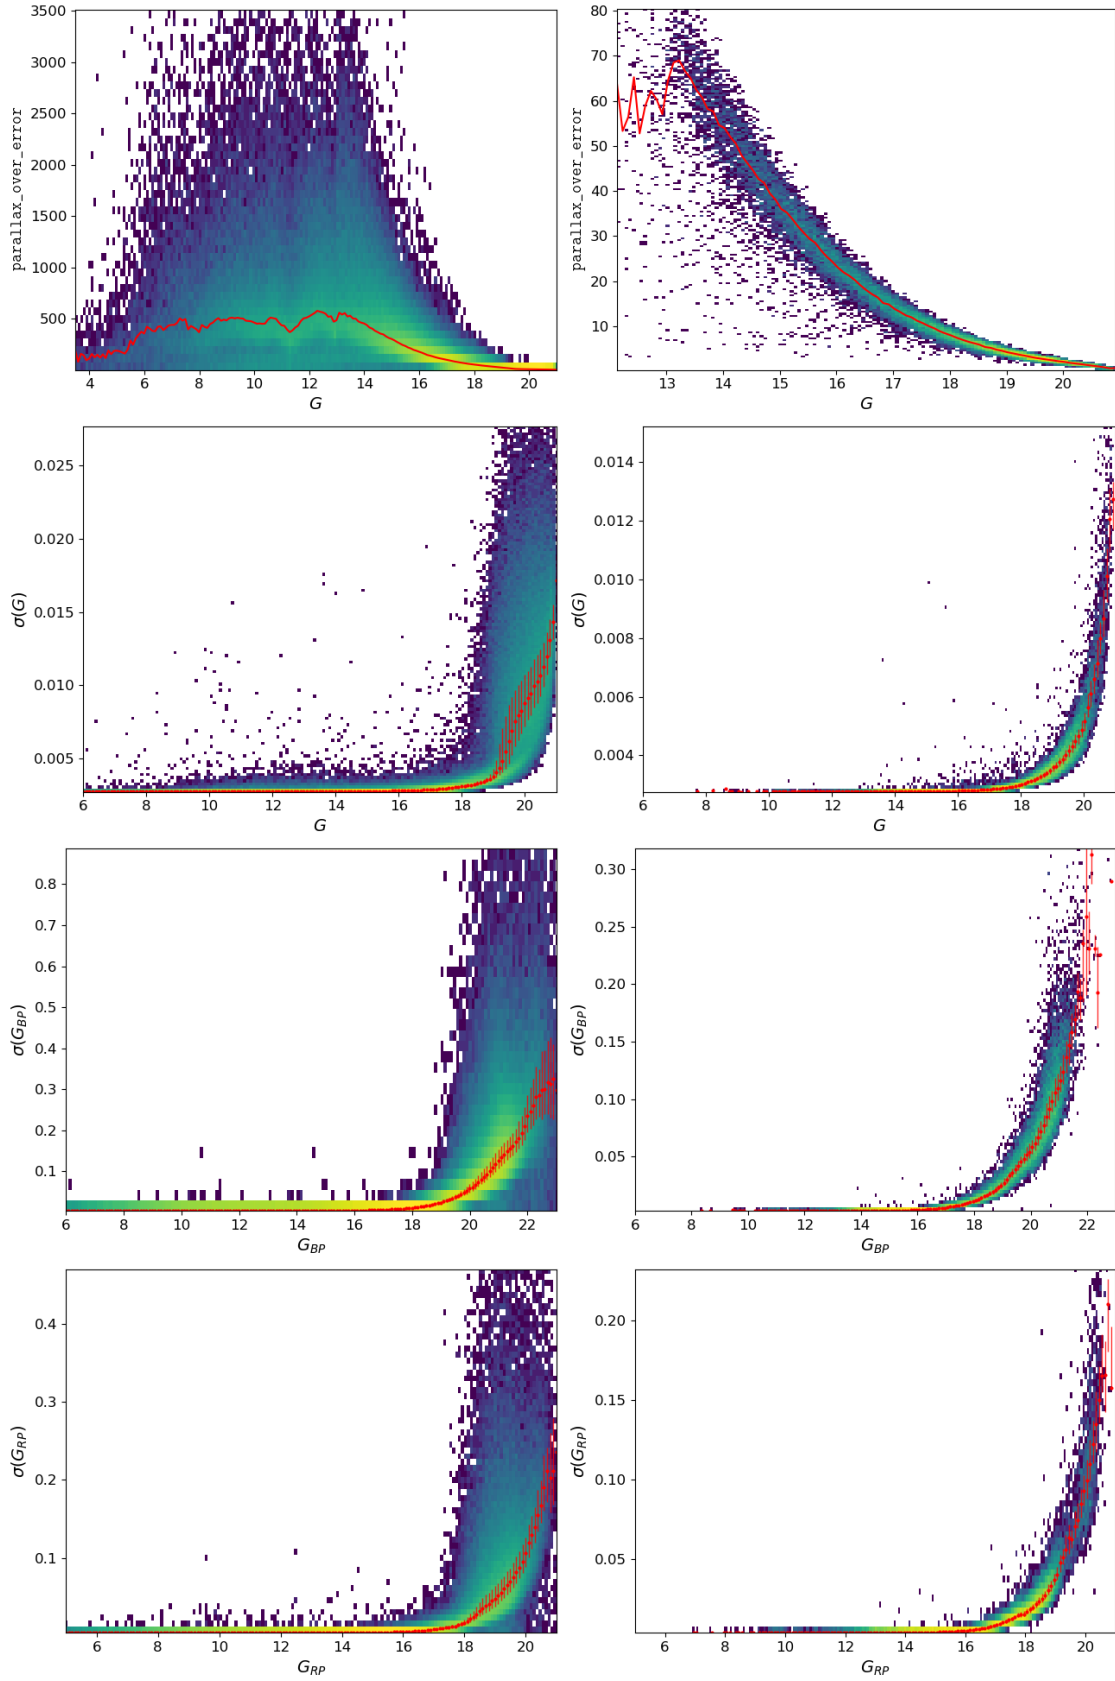 3500
3000
2500
2000
1500
1000
500
parallax_over_error
4 6 8 10 12 14 16 18 20
G
80
70
60
50
40
30
20
10
parallax_over_error
13 14 15 16 17 18 19 20
G
0.025
0.020
0.015
0.010
0.005
σ(G)
6 8 10 12 14 16 18 20
G
0.014
0.012
0.010
0.008
0.006
0.004
σ(G)
6 8 10 12 14 16 18 20
G
0.8
0.7
0.6
0.5
0.4
0.3
0.2
0.1
σ(G_BP)
6 8 10 12 14 16 18 20 22
G_BP
0.30
0.25
0.20
0.15
0.10
0.05
σ(G_BP)
6 8 10 12 14 16 18 20 22
G_BP
0.4
0.3
0.2
0.1
σ(G_RP)
6 8 10 12 14 16 18 20
G_RP
0.20
0.15
0.10
0.05
σ(G_RP)
6 8 10 12 14 16 18 20
G_RP